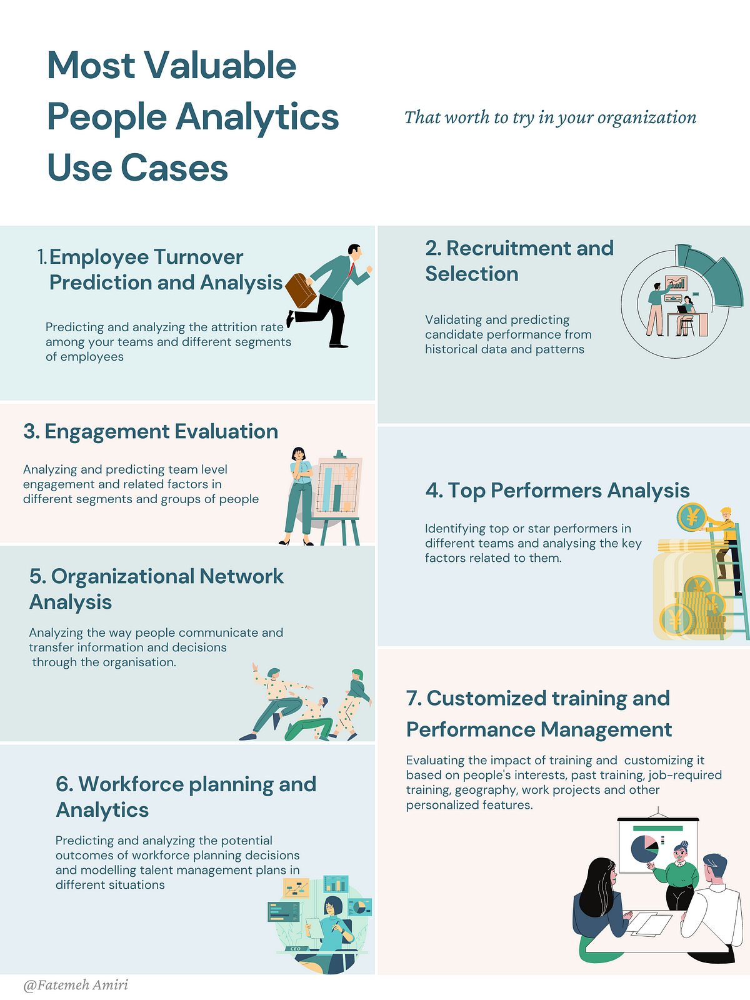 Most Valuable
People Analytics
Use Cases
That worth to try in your organization
1. Employee Turnover
Prediction and Analysis
Predicting and analyzing the attrition rate
among your teams and different segments
of employees
2. Recruitment and
Selection
Validating and predicting
candidate performance from
historical data and patterns
3. Engagement Evaluation
Analyzing and predicting team level
engagement and related factors in
different segments and groups of people
4. Top Performers Analysis
Identifying top or star performers in
different teams and analysing the key
factors related to them.
5. Organizational Network
Analysis
Analyzing the way people communicate and
transfer information and decisions
through the organisation.
6. Workforce planning and
Analytics
Predicting and analyzing the potential
outcomes of workforce planning decisions
and modelling talent management plans in
different situations
CEO
7. Customized training and
Performance Management
Evaluating the impact of training and  customizing it
based on people's interests, past training, job-required
training, geography, work projects and other
personalized features.
@Fatemeh Amiri